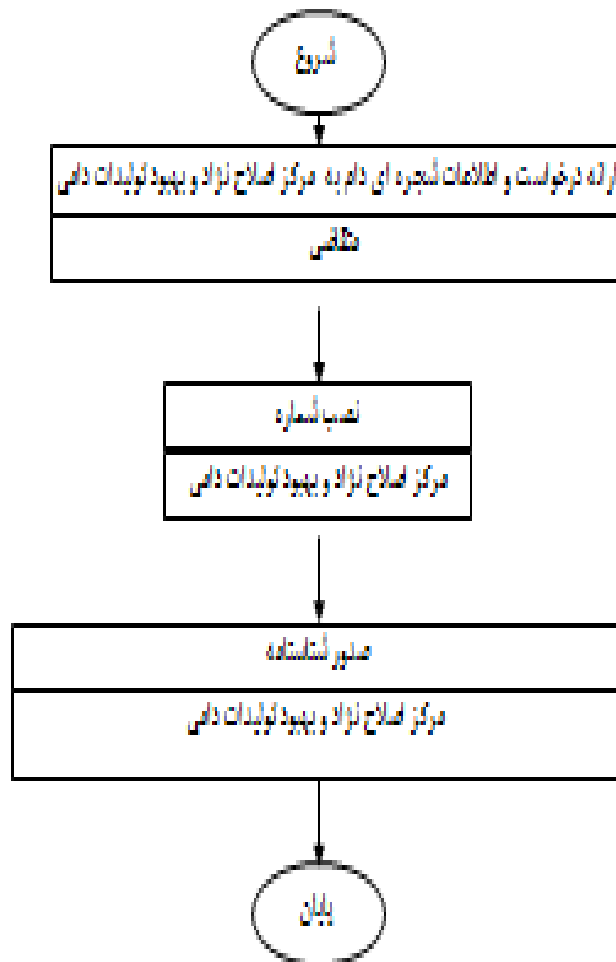 شروع
ارائه درخواست و اطلاعات شجره ای دام به مرکز اصلاح نژاد و بهبود تولیدات دامی
متقاضی
نصب شماره
مرکز اصلاح نژاد و بهبود تولیدات دامی
صدور شناسنامه
مرکز اصلاح نژاد و بهبود تولیدات دامی
پایان